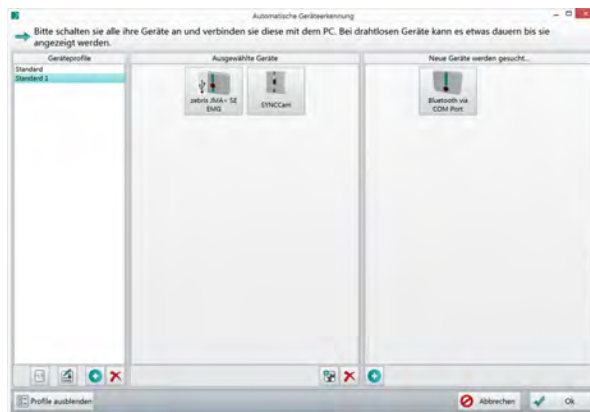 Automatische Geräteerkennung
Bitte schalten sie alle ihre Geräte an und verbinden sie diese mit dem PC. Bei drahtlosen Geräte kann es etwas dauern bis sie
angezeigt werden.
Geräteprofile
Ausgewählte Geräte
Neue Geräte werden gesucht...
Standard
Standard 1
zebris JMA+ SE
EMG
SYNCCam
Bluetooth via
COM Port
Profile ausblenden
Abbrechen
Ok